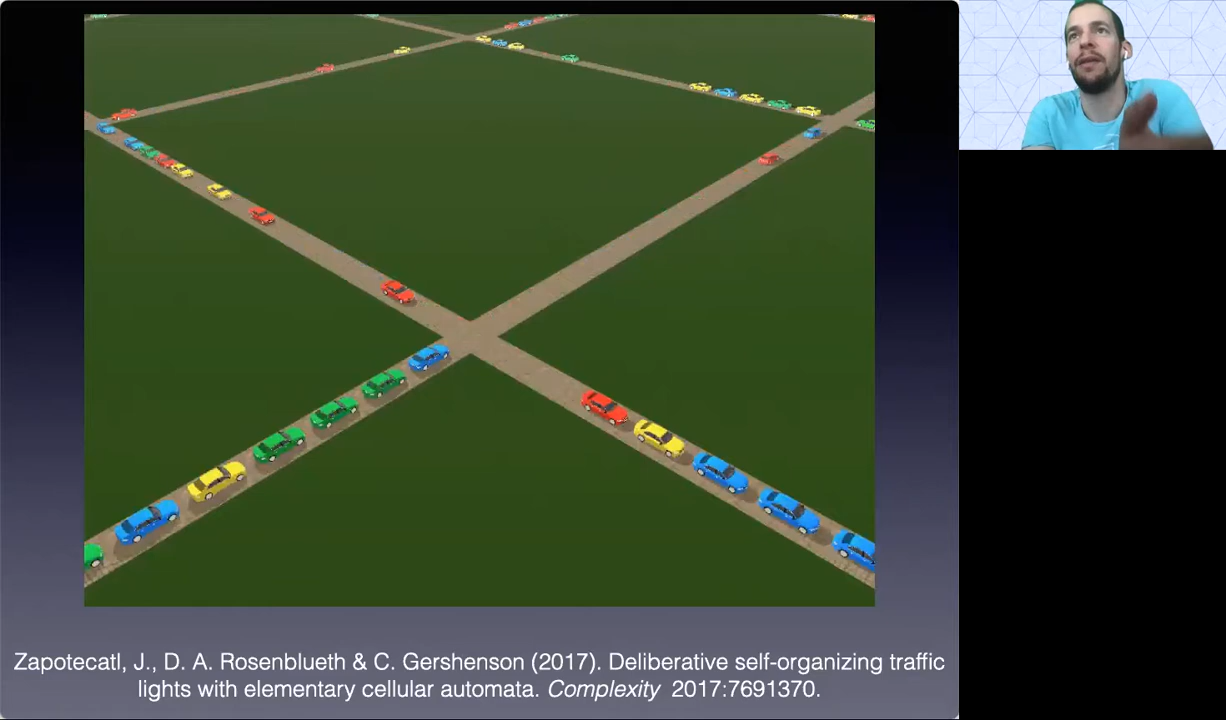 Zapotecatl, J., D. A. Rosenblueth & C. Gershenson (2017). Deliberative self-organizing traffic
lights with elementary cellular automata. Complexity 2017:7691370.